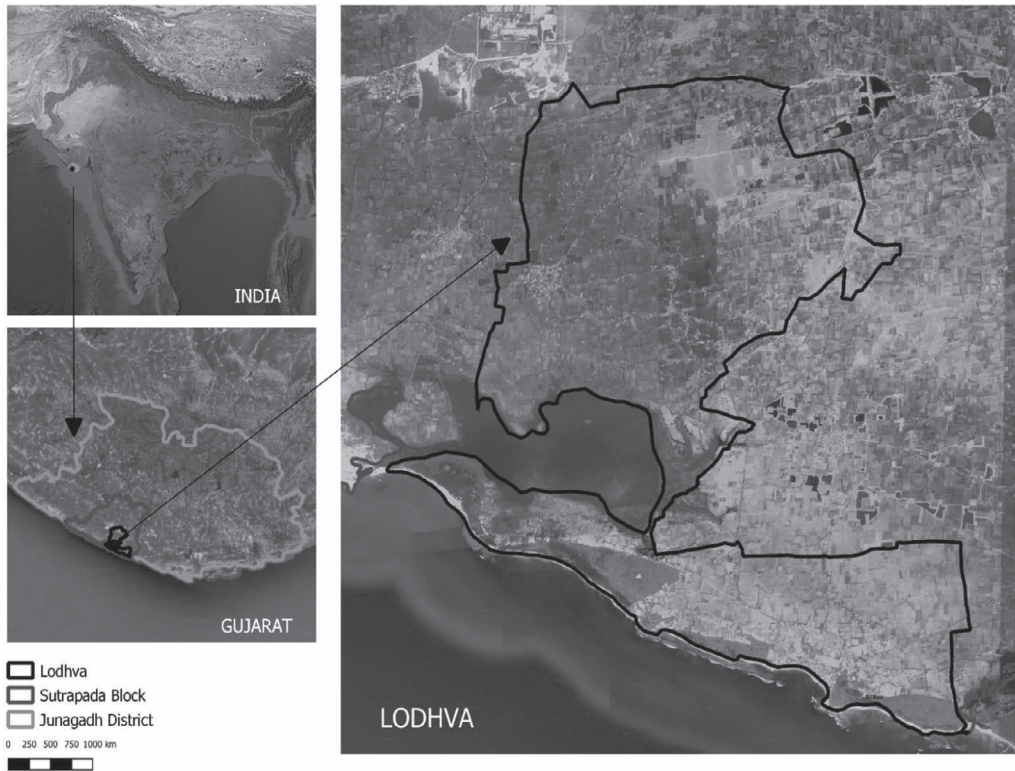 INDIA
GUJARAT
LODHVA
Lodhva
Sutrapada Block
Junagadh District
0 250 500 750 1000 km